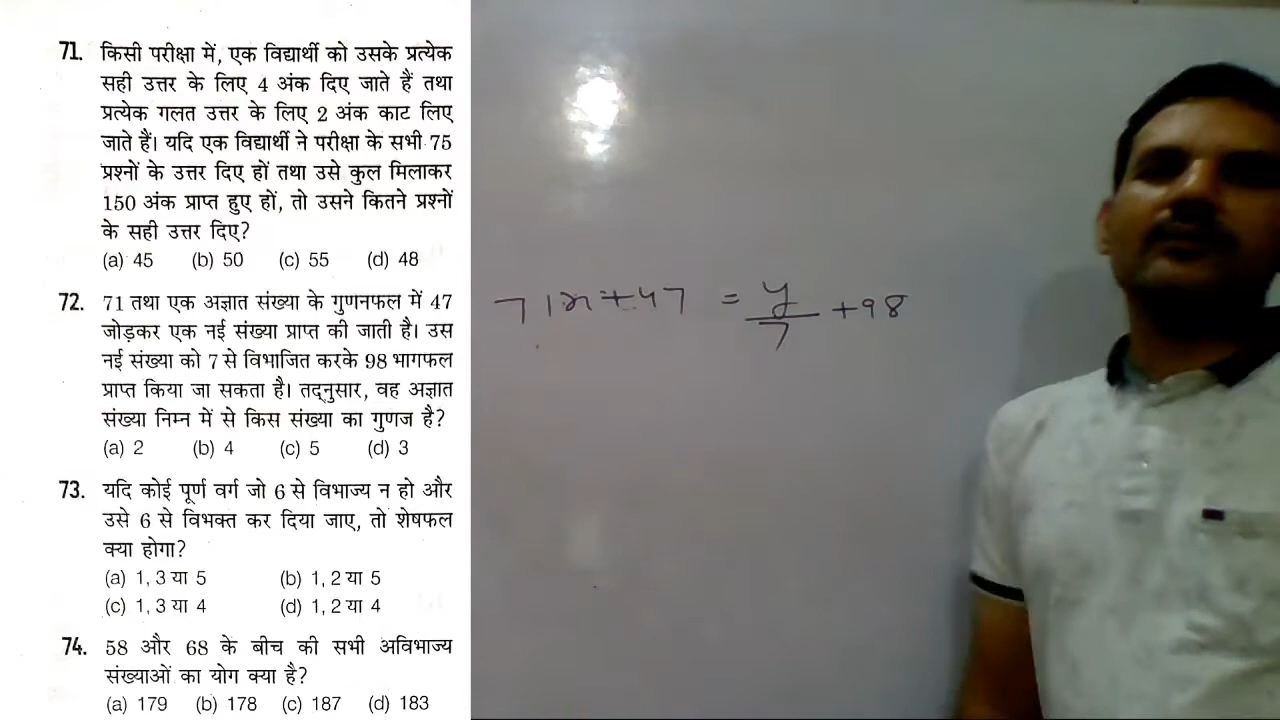 71. किसी परीक्षा में, एक विद्यार्थी को उसके प्रत्येक
सही उत्तर के लिए 4 अंक दिए जाते हैं तथा
प्रत्येक गलत उत्तर के लिए 2 अंक काट लिए
जाते हैं। यदि एक विद्यार्थी ने परीक्षा के सभी 75
प्रश्नों के उत्तर दिए हों तथा उसे कुल मिलाकर
150 अंक प्राप्त हुए हों, तो उसने कितने प्रश्नों
के सही उत्तर दिए?
(a) 45 (b) 50 (c) 55 (d) 48
72. 71 तथा एक अज्ञात संख्या के गुणनफल में 47
जोड़कर एक नई संख्या प्राप्त की जाती है। उस
नई संख्या को 7 से विभाजित करके 98 भागफल
प्राप्त किया जा सकता है। तद्नुसार, वह अज्ञात
संख्या निम्न में से किस संख्या का गुणज है?
(a) 2 (b) 4 (c) 5 (d) 3
73. यदि कोई पूर्ण वर्ग जो 6 से विभाज्य न हो और
उसे 6 से विभक्त कर दिया जाए, तो शेषफल
क्या होगा?
(a) 1, 3 या 5 (b) 1, 2 या 5
(c) 1, 3 या 4 (d) 1, 2 या 4
74. 58 और 68 के बीच की सभी अविभाज्य
संख्याओं का योग क्या है?
(a) 179 (b) 178 (c) 187 (d) 183
71x+47 = y/7 +98